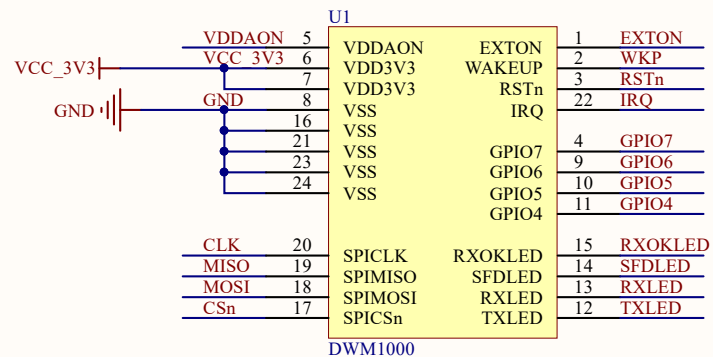 U1
VDDAON 5 VDDAON EXTON 1 EXTON
VCC_3V3 VCC_3V3 6 VDD3V3 WAKEUP 2 WKP
7 VDD3V3 RSTn 3 RSTn
GND GND 8 VSS IRQ 22 IRQ
16 VSS
21 VSS GPIO7 4 GPIO7
23 VSS GPIO6 9 GPIO6
24 VSS GPIO5 10 GPIO5
GPIO4 11 GPIO4
CLK 20 SPICLK RXOKLED 15 RXOKLED
MISO 19 SPIMISO SFDLED 14 SFDLED
MOSI 18 SPIMOSI RXLED 13 RXLED
CSn 17 SPICSn TXLED 12 TXLED
DWM1000